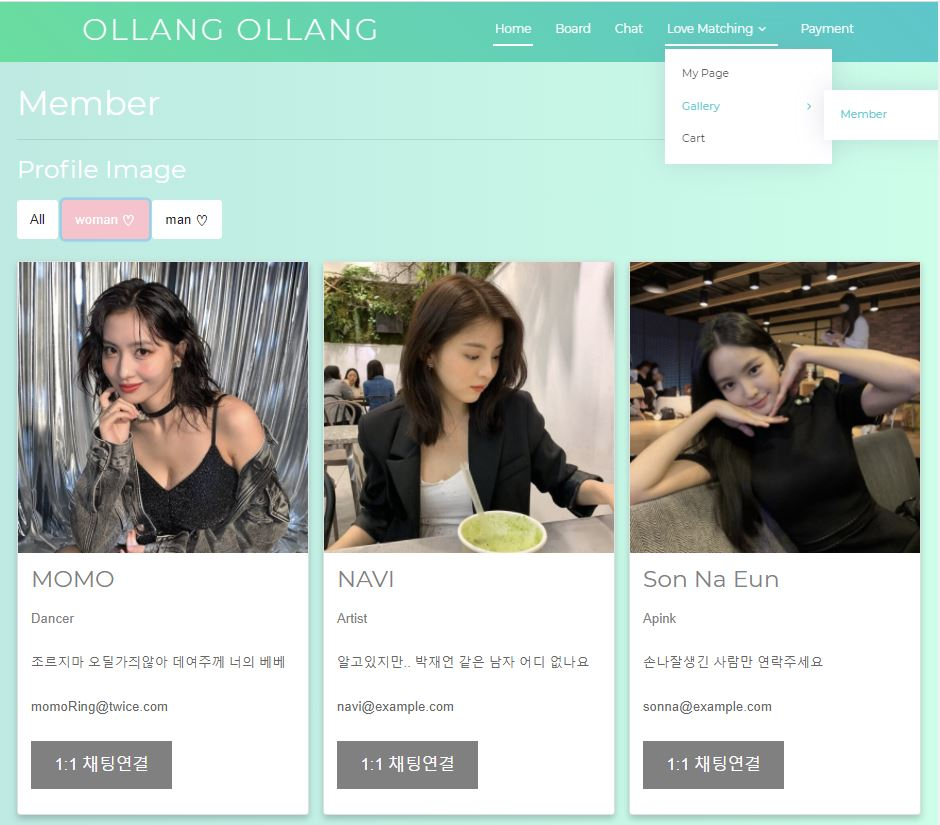 OLLANG OLLANG
Home Board Chat Love Matching Payment
My Page
Gallery
Cart
Member
Member
Profile Image
All woman ♡ man ♡
MOMO
Dancer
조르지마 오딜가죄않아 데여주께 너의 베베
momoRing@twice.com
1:1 채팅연결
NAVI
Artist
알고있지만.. 박재언 같은 남자 어디 없나요
navi@example.com
1:1 채팅연결
Son Na Eun
Apink
손나잘생긴 사람만 연락주세요
sonna@example.com
1:1 채팅연결